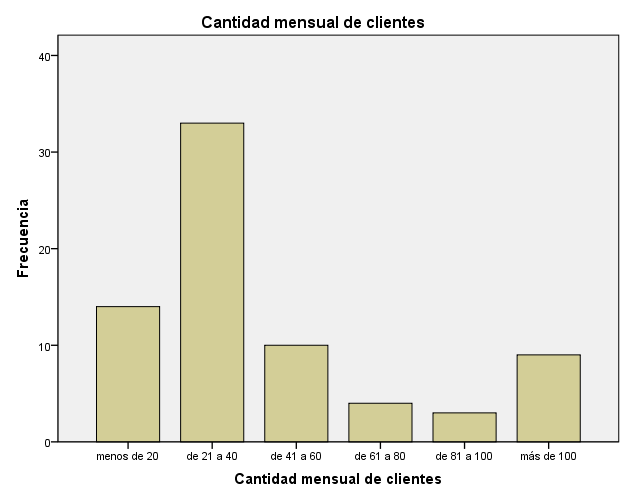 Cantidad mensual de clientes
Frecuencia
40
30
20
10
0
menos de 20
de 21 a 40
de 41 a 60
de 61 a 80
de 81 a 100
más de 100
Cantidad mensual de clientes